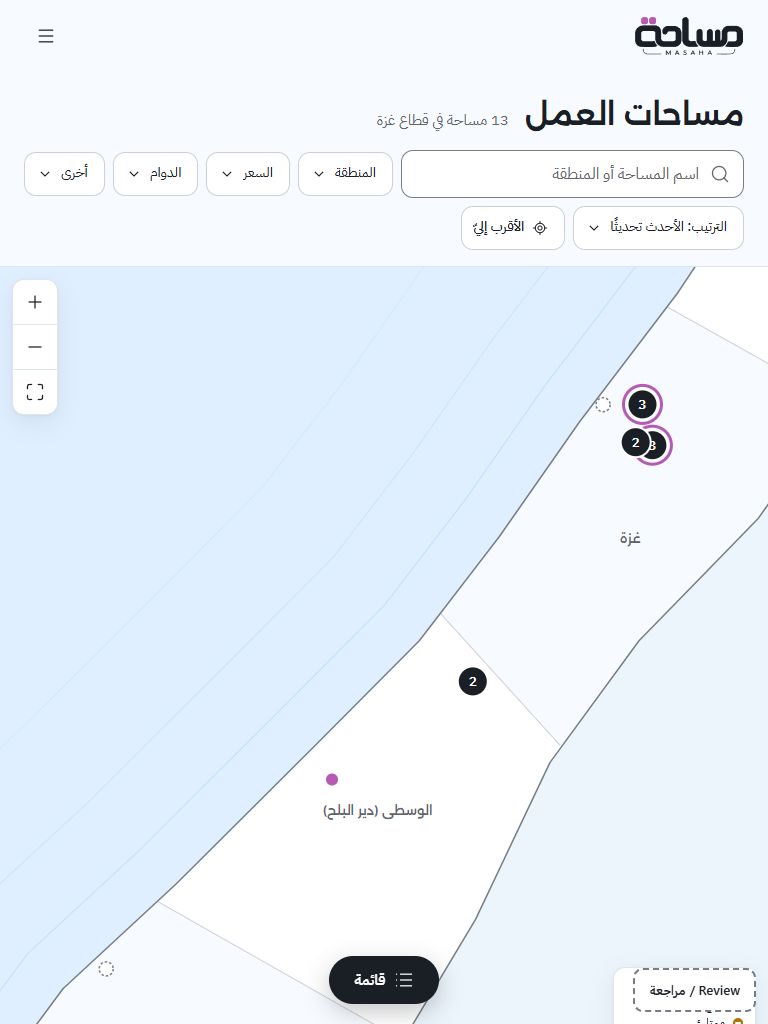 مساحة
MASAHA
مساحات العمل 13 مساحة في قطاع غزة
اسم المساحة أو المنطقة المنطقة السعر الدوام أخرى
الترتيب: الأحدث تحديثًا الأقرب إليّ
3
2 3
غزة
2
الوسطى (دير البلح)
قائمة
مراجعة / Review